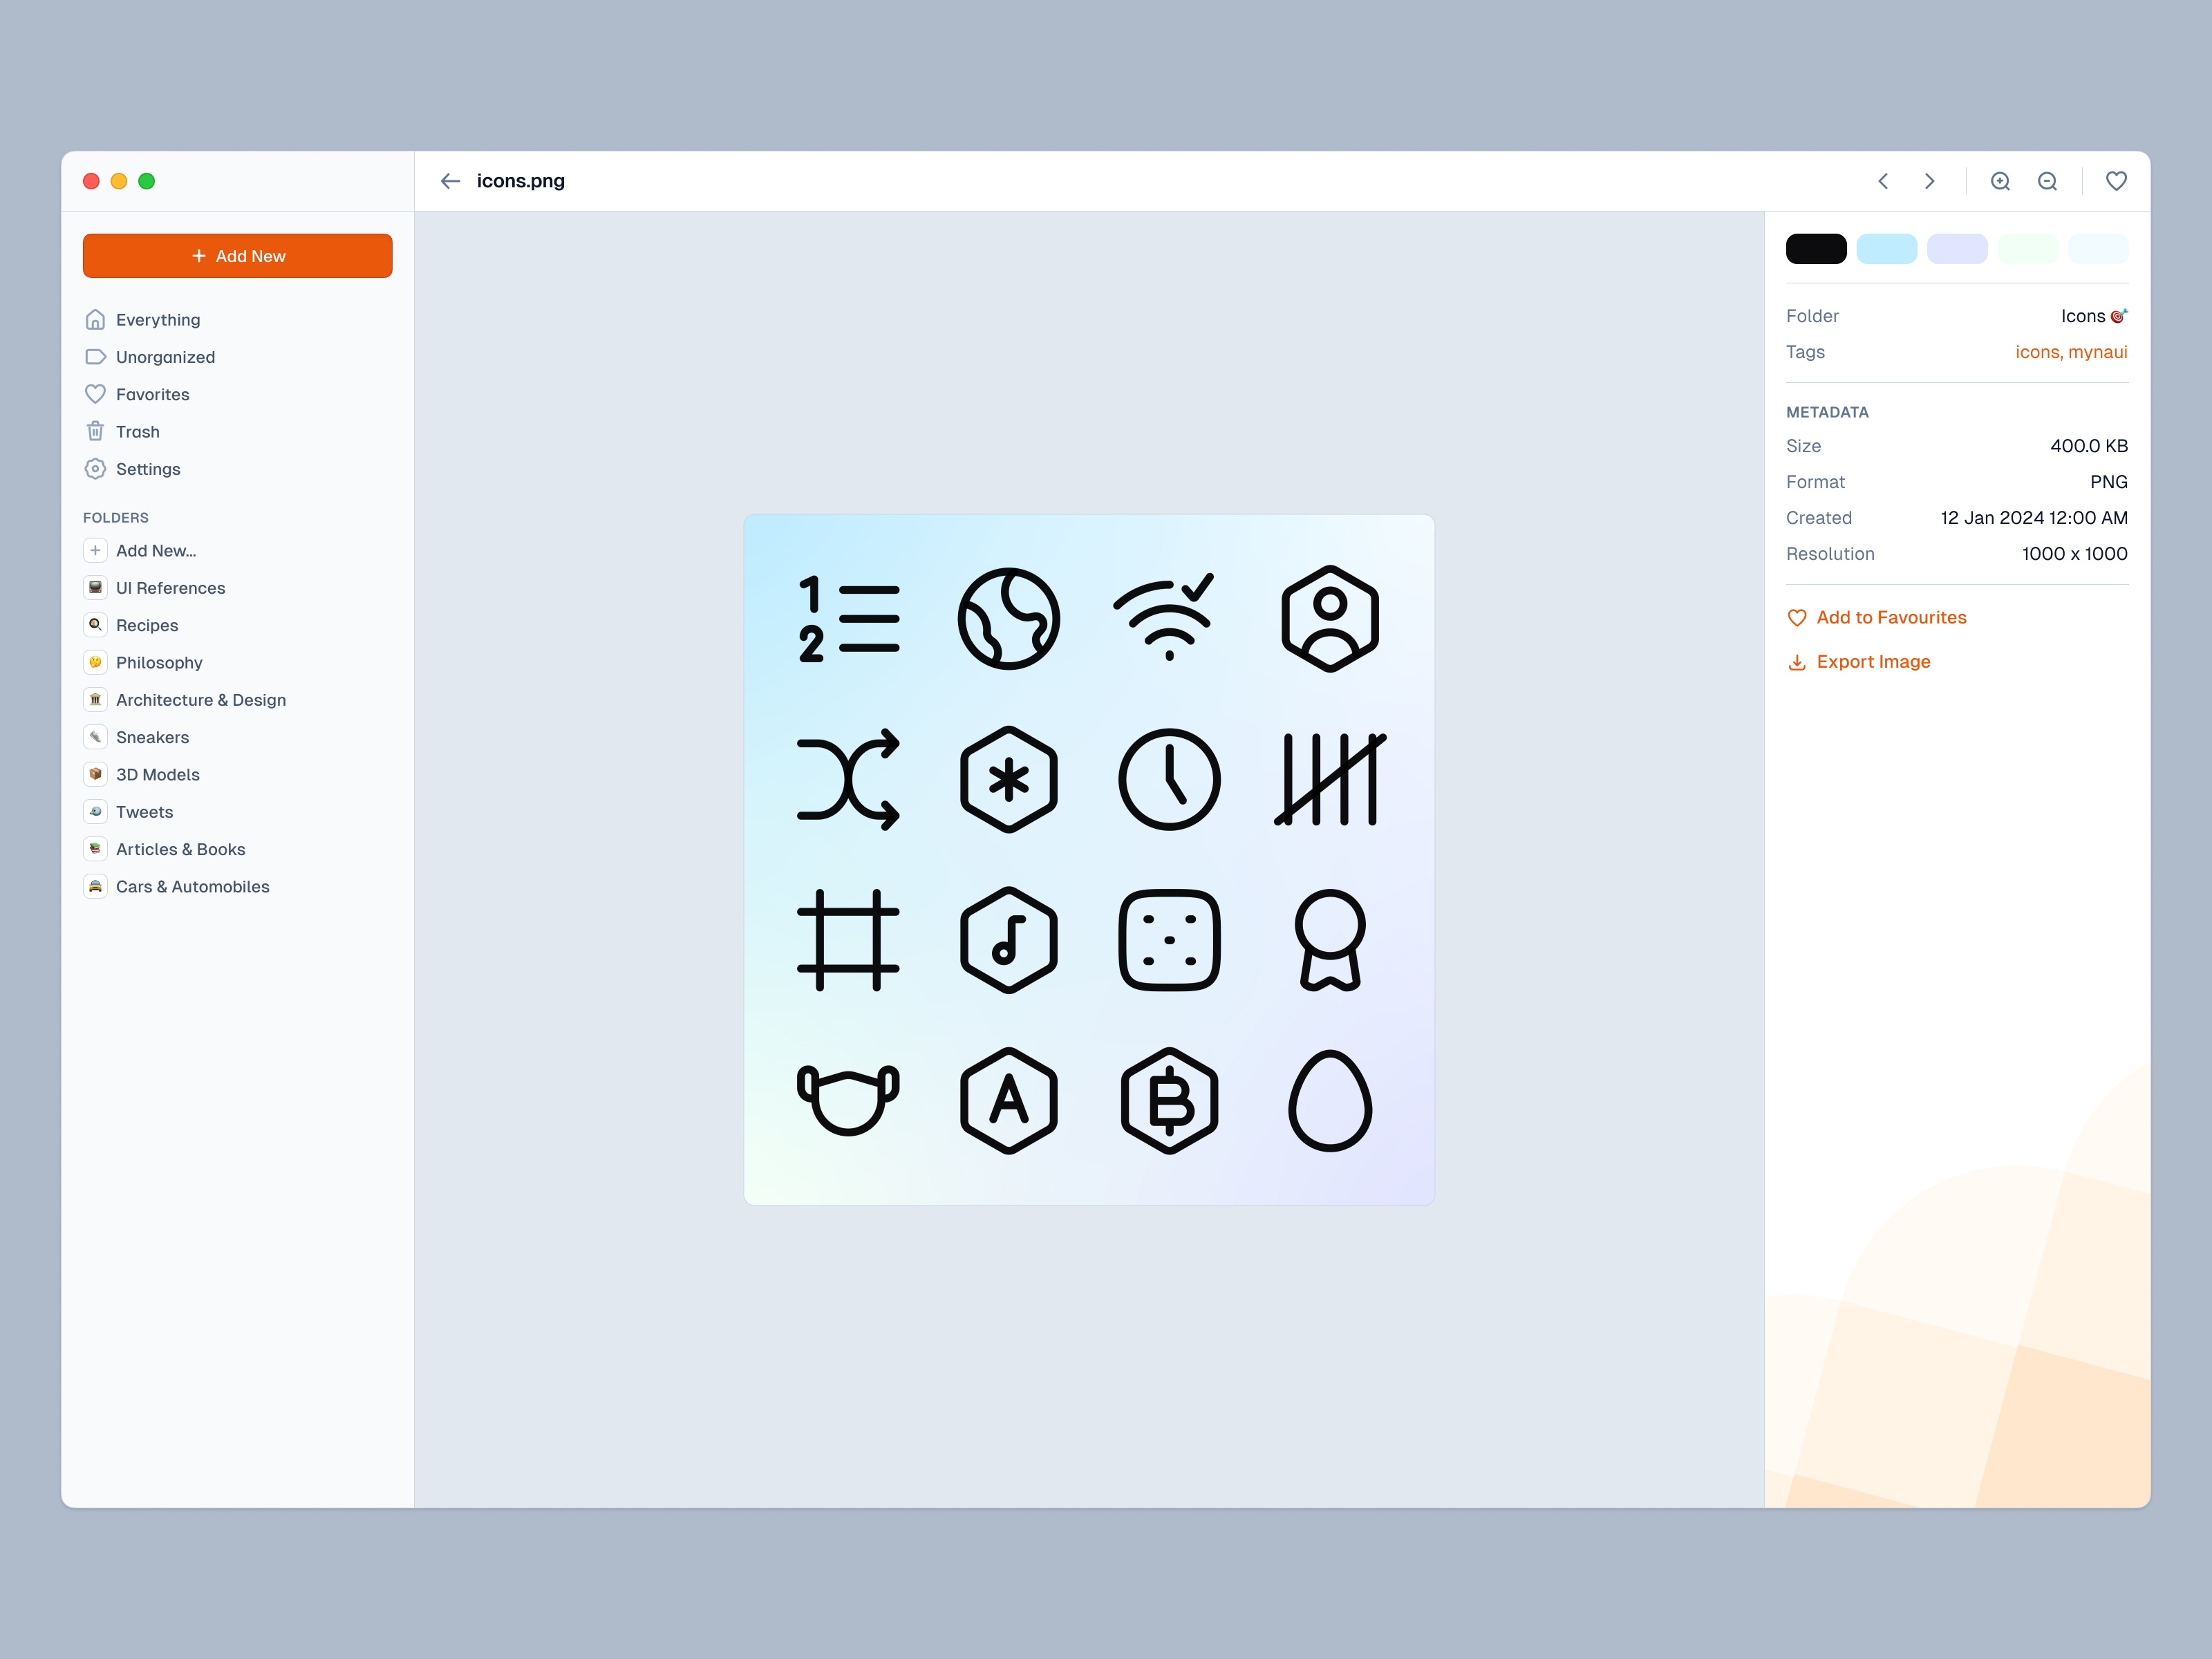 icons.png
+ Add New
Everything
Unorganized
Favorites
Trash
Settings
FOLDERS
Add New...
UI References
Recipes
Philosophy
Architecture & Design
Sneakers
3D Models
Tweets
Articles & Books
Cars & Automobiles
1
2
A
B
Folder Icons
Tags icons, mynaui
METADATA
Size 400.0 KB
Format PNG
Created 12 Jan 2024 12:00 AM
Resolution 1000 x 1000
Add to Favourites
Export Image